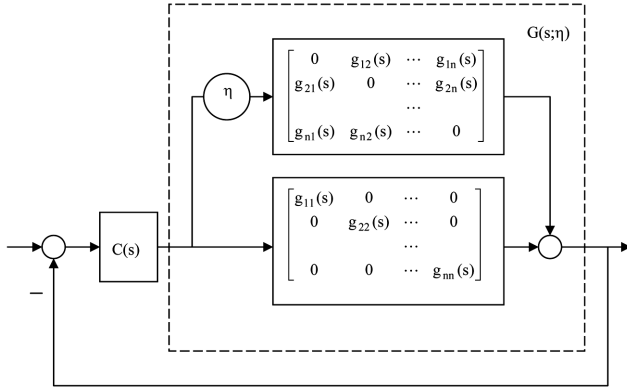 G(s;η)
0 g12(s) ⋯ g1n(s)
g21(s) 0 ⋯ g2n(s)
⋯
gn1(s) gn2(s) ⋯ 0
η
g11(s) 0 ⋯ 0
0 g22(s) ⋯ 0
⋯
0 0 ⋯ gnn(s)
C(s)
−